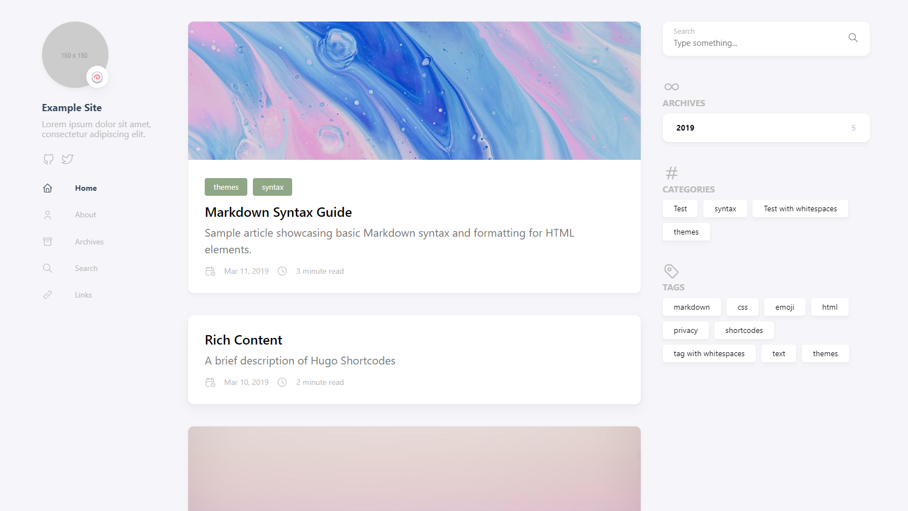 150 x 150
Example Site
Lorem ipsum dolor sit amet,
consectetur adipiscing elit.
Home
About
Archives
Search
Links
themes
syntax
Markdown Syntax Guide
Sample article showcasing basic Markdown syntax and formatting for HTML
elements.
Mar 11, 2019
3 minute read
Rich Content
A brief description of Hugo Shortcodes
Mar 10, 2019
2 minute read
Search
Type something...
ARCHIVES
2019 5
CATEGORIES
Test syntax Test with whitespaces
themes
TAGS
markdown css emoji html
privacy shortcodes
tag with whitespaces text themes